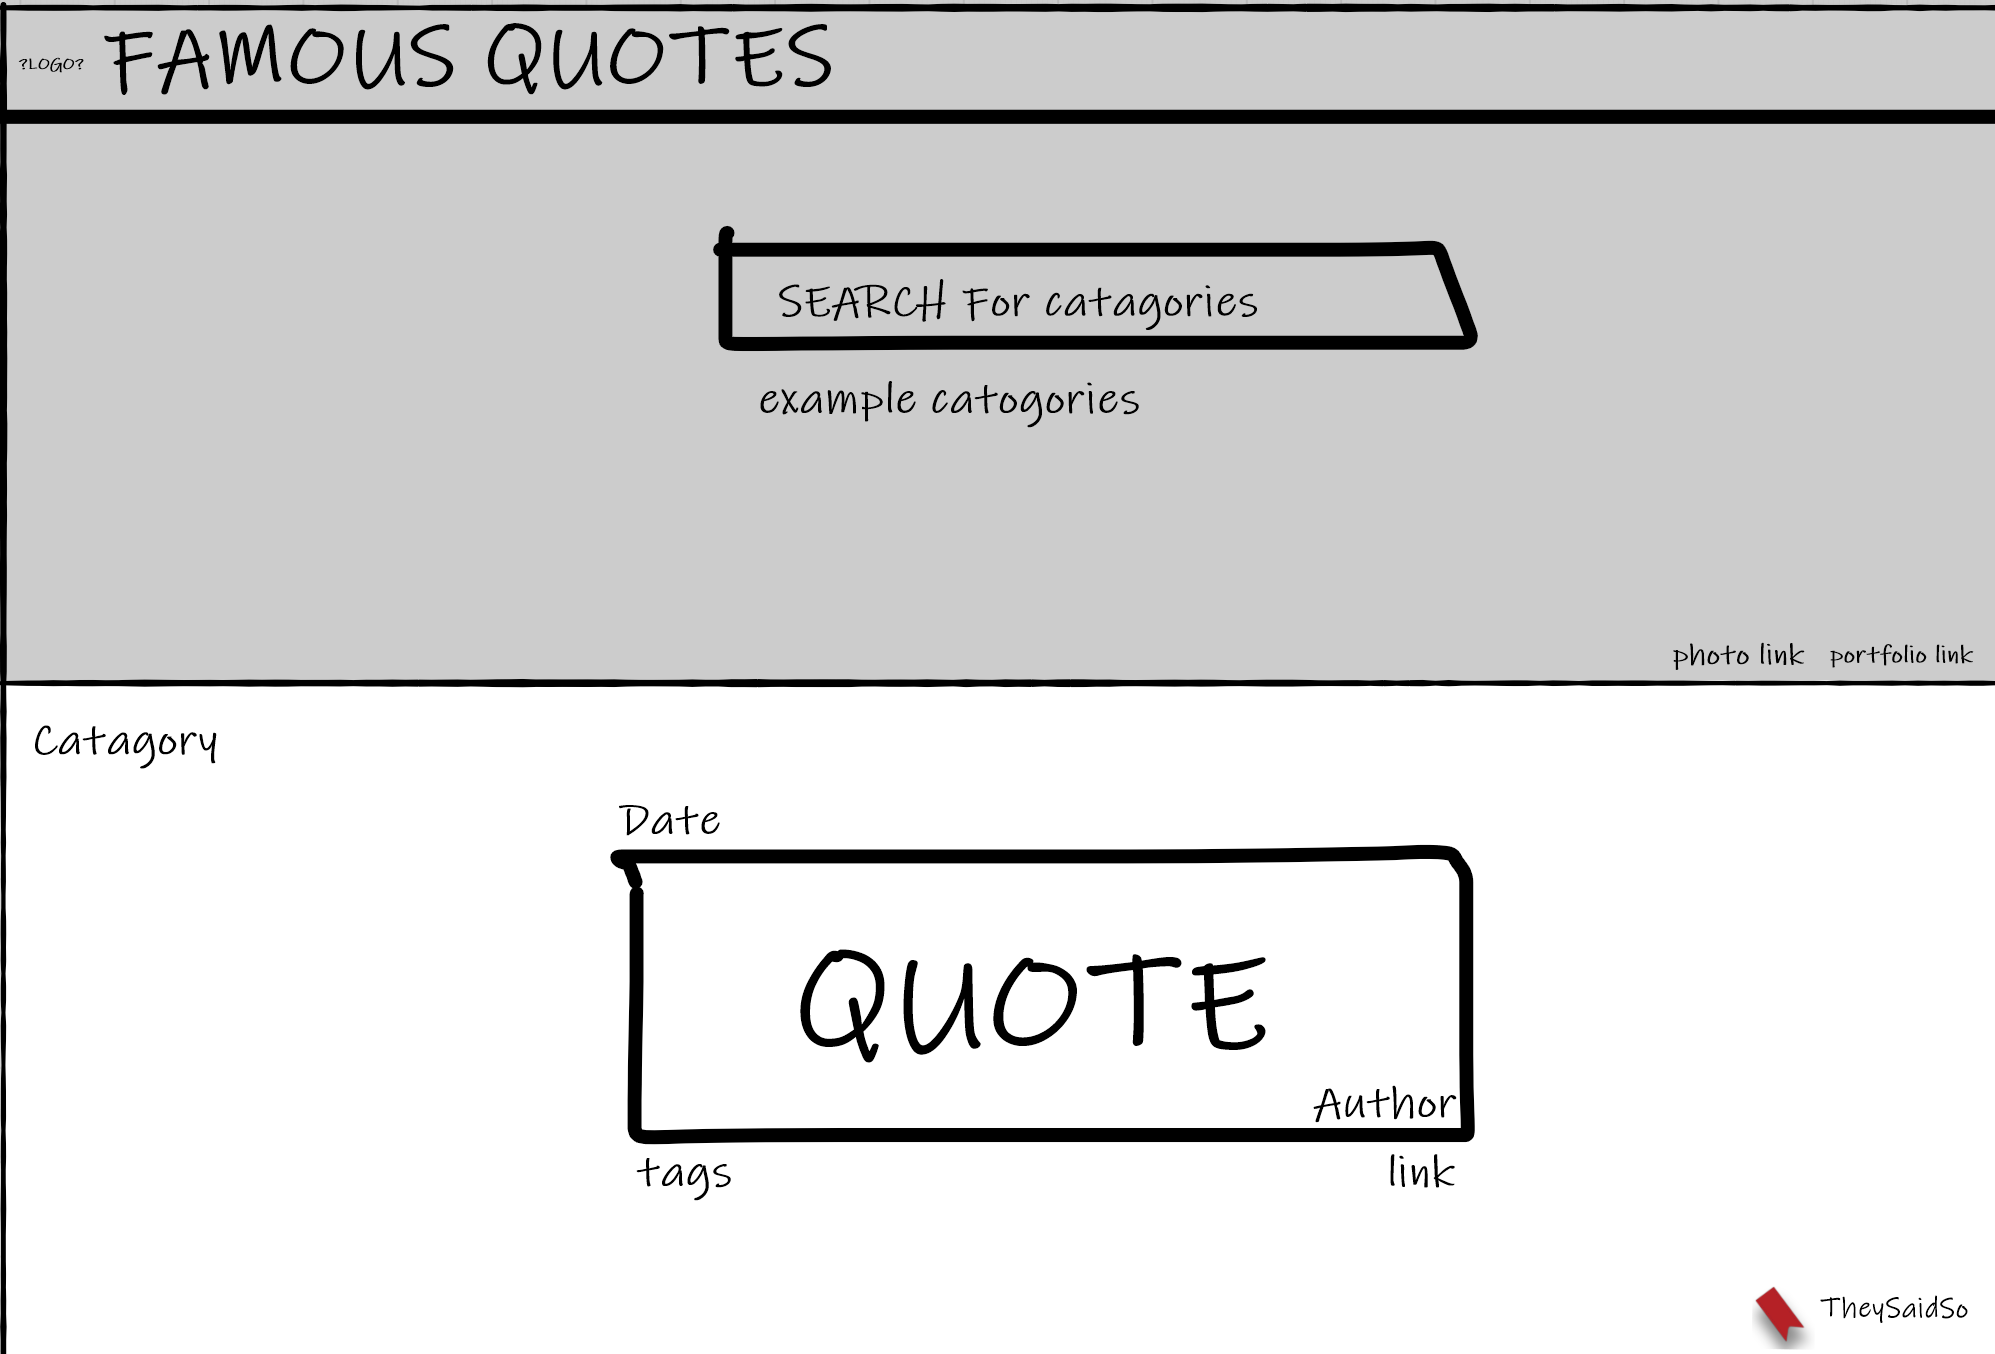 ?LOGO? FAMOUS QUOTES
SEARCH For catagories
example catogories
photo link portfolio link
Catagory
Date
QUOTE
Author
tags link
TheySaidSo